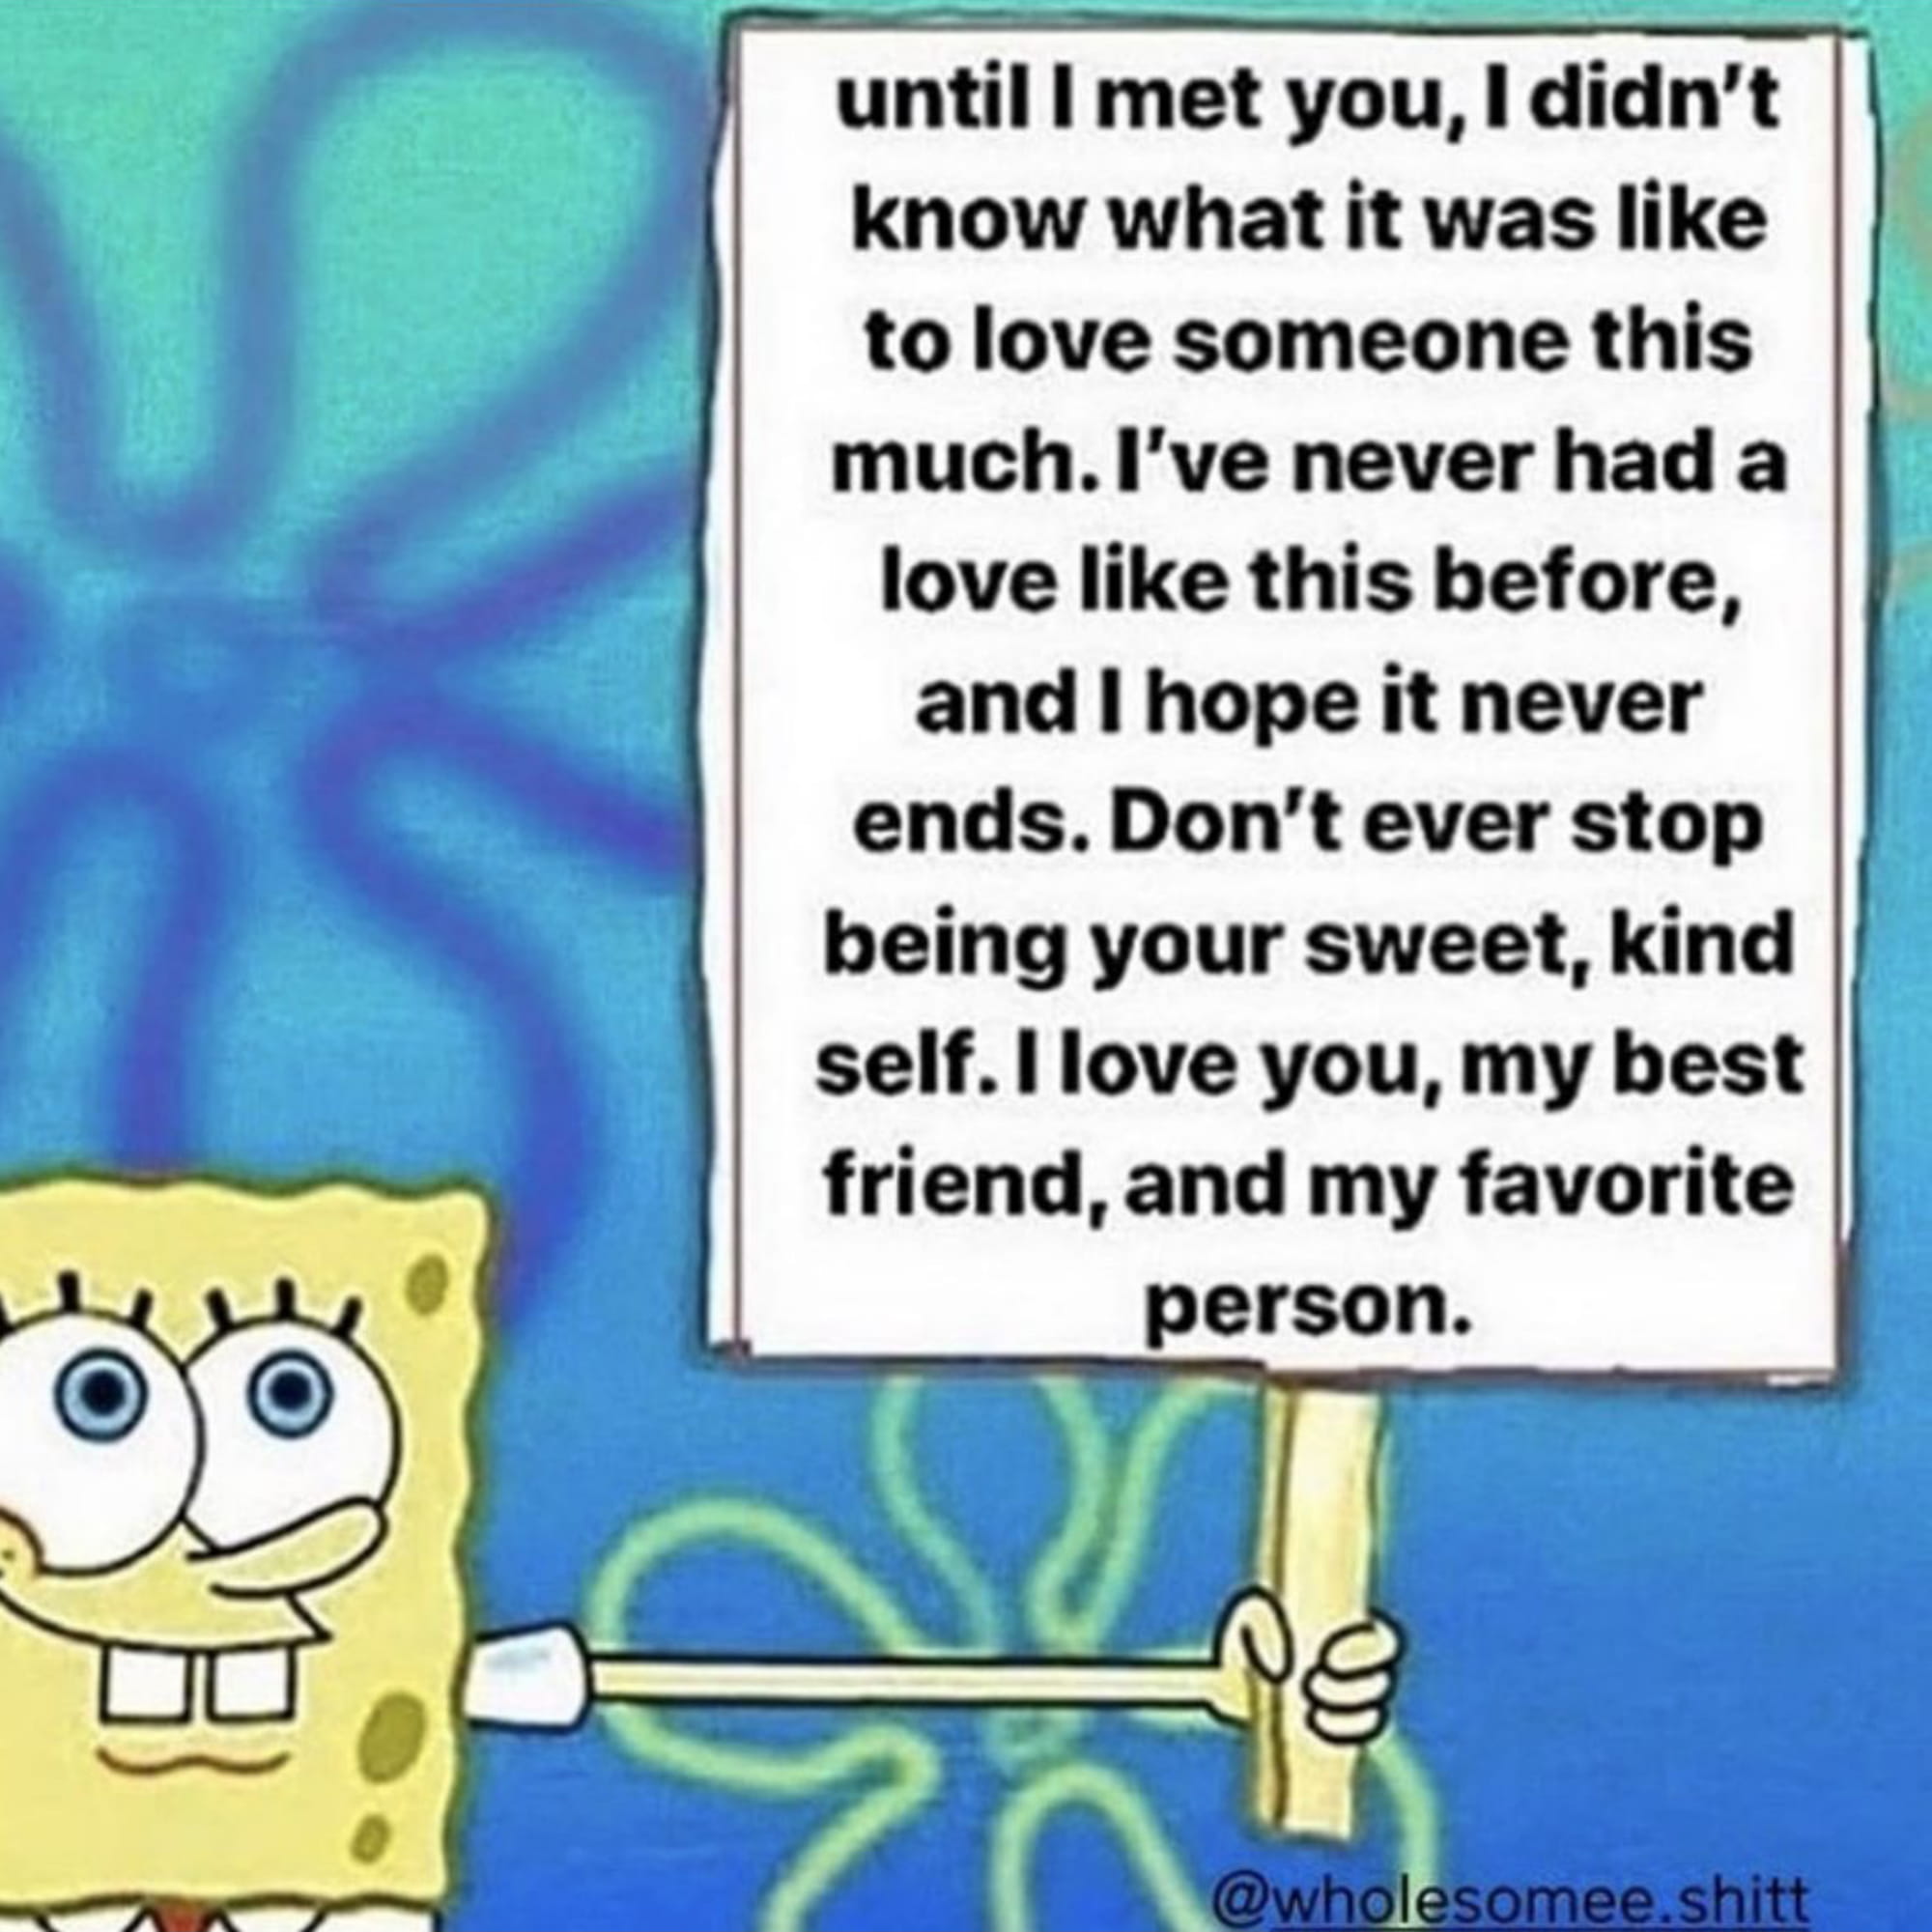 until I met you, I didn’t
know what it was like
to love someone this
much. I’ve never had a
love like this before,
and I hope it never
ends. Don’t ever stop
being your sweet, kind
self. I love you, my best
friend, and my favorite
person.
@wholesomee.shitt